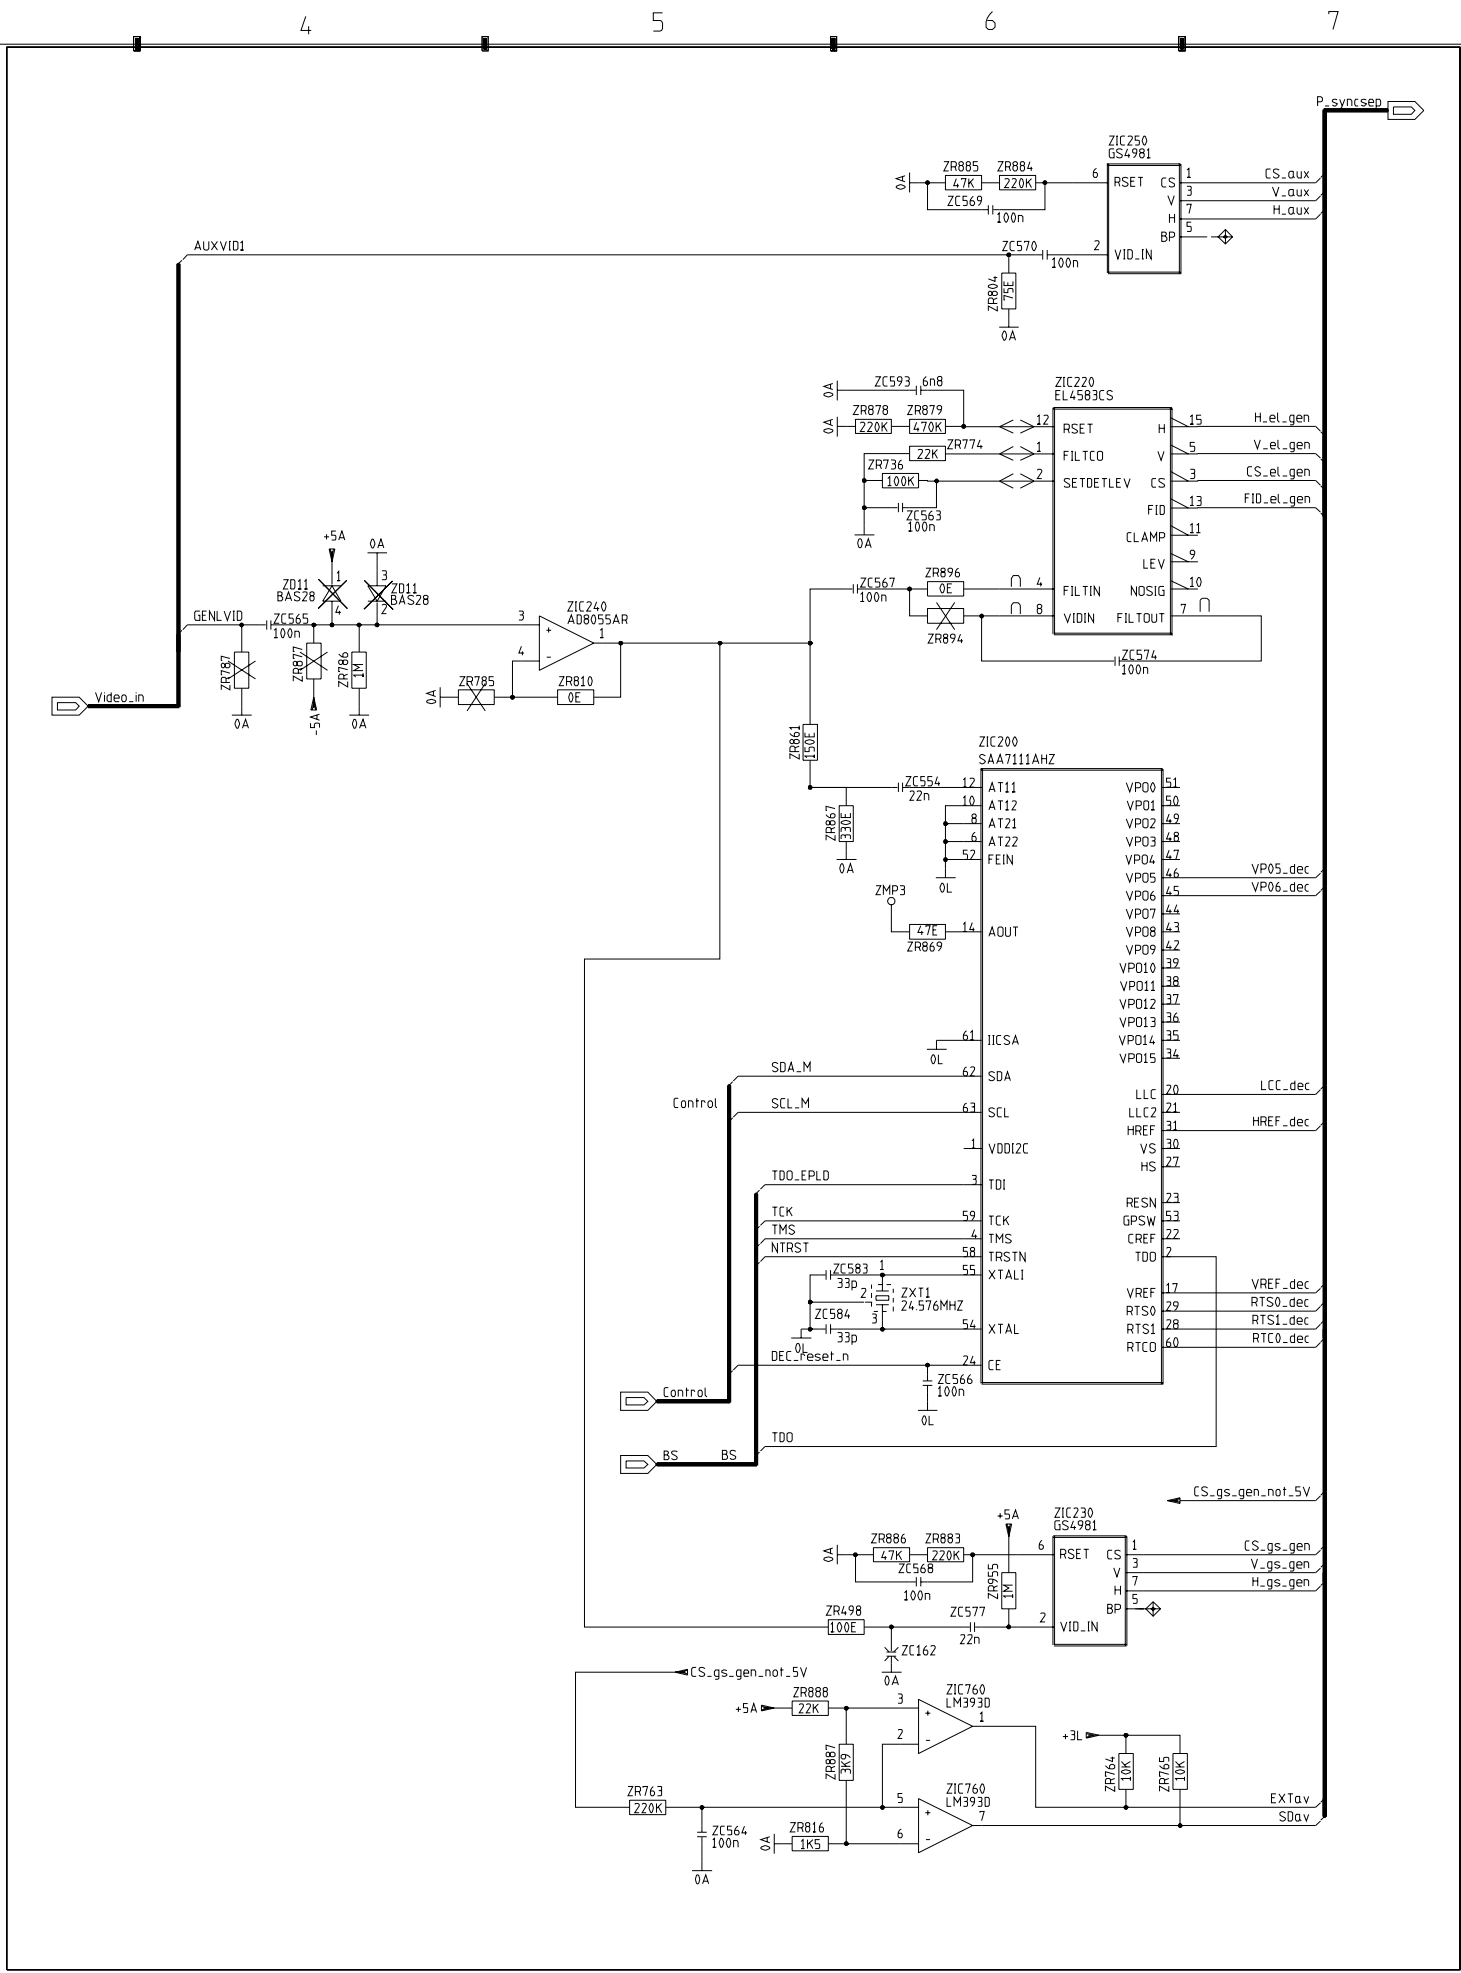 4 5 6 7
P_syncsep
ZIC250
GS4981
ZR885 ZR884
0A 47K 220K 6 RSET CS 1 CS_aux
ZC569 V 3 V_aux
100n H 7 H_aux
BP 5
AUXVID1 ZC570 2 VID_IN
100n
ZR804 75E
0A
ZC593 6n8 ZIC220
0A EL4583CS
ZR878 ZR879
0A 220K 470K 12 RSET H 15 H_el_gen
22K ZR774 1 FILTCO V 5 V_el_gen
ZR736
100K 2 SETDETLEV CS 3 CS_el_gen
ZC563 FID 13 FID_el_gen
100n
0A CLAMP 11
LEV 9
+5A 0A
1 3
ZD11 ZD11
BAS28 BAS28
4 2
ZC567 ZR896
100n 0E 4 FILTIN NOSIG 10
8 VIDIN FILTOUT 7
ZR894
ZC574
100n
GENLVID ZC565
100n
ZIC240
AD8055AR
3 + 1
4 -
ZR787 ZR877 ZR786 1M
0A -5A 0A
0A ZR785 ZR810
0E
Video_in
ZR861 150E
ZIC200
SAA7111AHZ
ZC554 12 AT11 VPO0 51
22n 10 AT12 VPO1 50
ZR867 330E 8 AT21 VPO2 49
6 AT22 VPO3 48
0A 52 FEIN VPO4 47
0L VPO5 46 VPO5_dec
ZMP3 VPO6 45 VPO6_dec
VPO7 44
47E 14 AOUT VPO8 43
ZR869 VPO9 42
VPO10 39
VPO11 38
VPO12 37
VPO13 36
61 IICSA VPO14 35
0L VPO15 34
SDA_M 62 SDA
Control LLC 20 LCC_dec
SCL_M 63 SCL LLC2 21
HREF 31 HREF_dec
1 VDDI2C VS 30
HS 27
TDO_EPLD 3 TDI
RESN 23
TCK 59 TCK GPSW 53
TMS 4 TMS CREF 22
NTRST 58 TRSTN TDO 2
ZC583 1 55 XTALI
33p 2 ZXT1 VREF 17 VREF_dec
24.576MHZ RTS0 29 RTS0_dec
ZC584 3 54 XTAL RTS1 28 RTS1_dec
33p RTCO 60 RTCO_dec
0L
DEC_reset_n 24 CE
ZC566
100n
Control 0L
TDO
BS BS
CS_gs_gen_not_5V
+5A ZIC230
GS4981
ZR886 ZR883
0A 47K 220K 6 RSET CS 1 CS_gs_gen
ZC568 V 3 V_gs_gen
100n ZR955 1M H 7 H_gs_gen
BP 5
ZR498 ZC577
100E 22n 2 VID_IN
ZC162
0A
CS_gs_gen_not_5V
ZR888 ZIC760
LM393D
+5A 22K 3 + 1
2 -
ZR887 3K9
+3L
ZR764 10K ZR765 10K
ZR763 ZIC760
LM393D
220K 5 + EXTav
7 SDav
ZC564
100n
ZR816
0A 1K5 6 -
0A